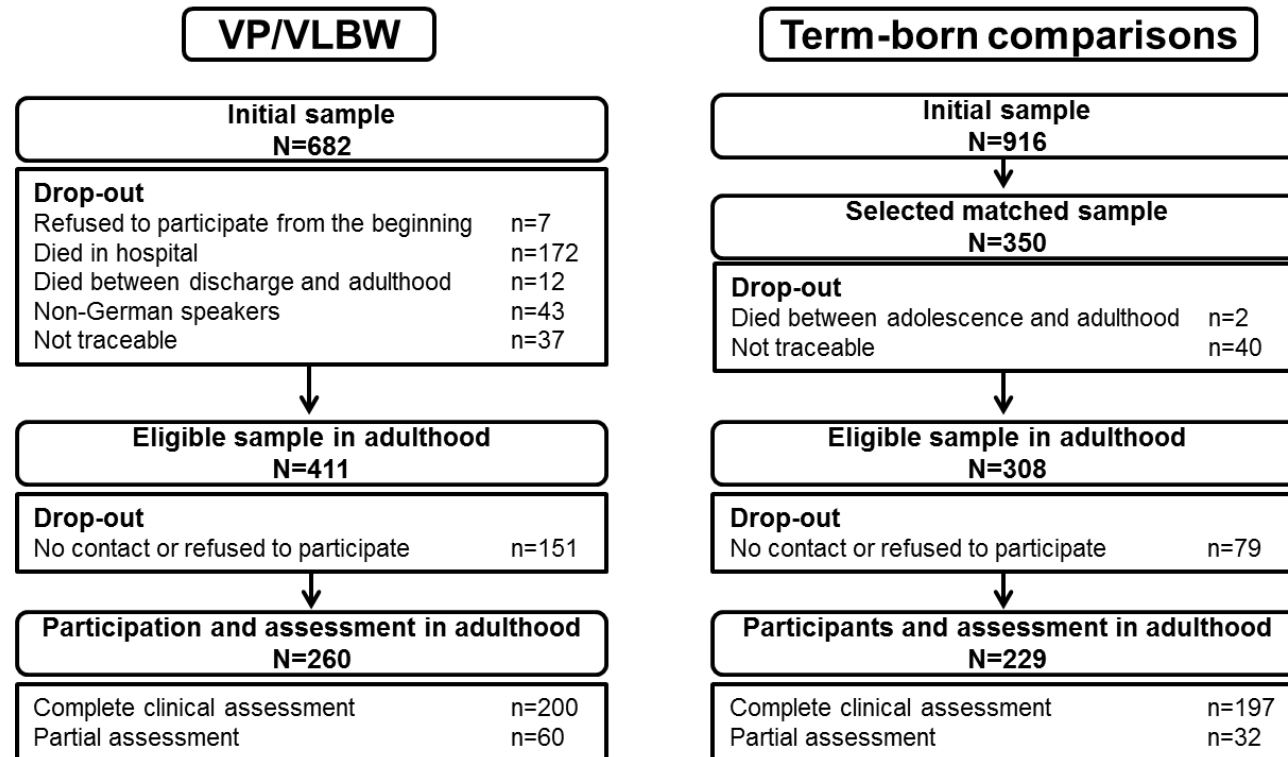 VP/VLBW
Initial sample
N=682
Drop-out
Refused to participate from the beginning n=7
Died in hospital n=172
Died between discharge and adulthood n=12
Non-German speakers n=43
Not traceable n=37
Eligible sample in adulthood
N=411
Drop-out
No contact or refused to participate n=151
Participation and assessment in adulthood
N=260
Complete clinical assessment n=200
Partial assessment n=60
Term-born comparisons
Initial sample
N=916
Selected matched sample
N=350
Drop-out
Died between adolescence and adulthood n=2
Not traceable n=40
Eligible sample in adulthood
N=308
Drop-out
No contact or refused to participate n=79
Participants and assessment in adulthood
N=229
Complete clinical assessment n=197
Partial assessment n=32